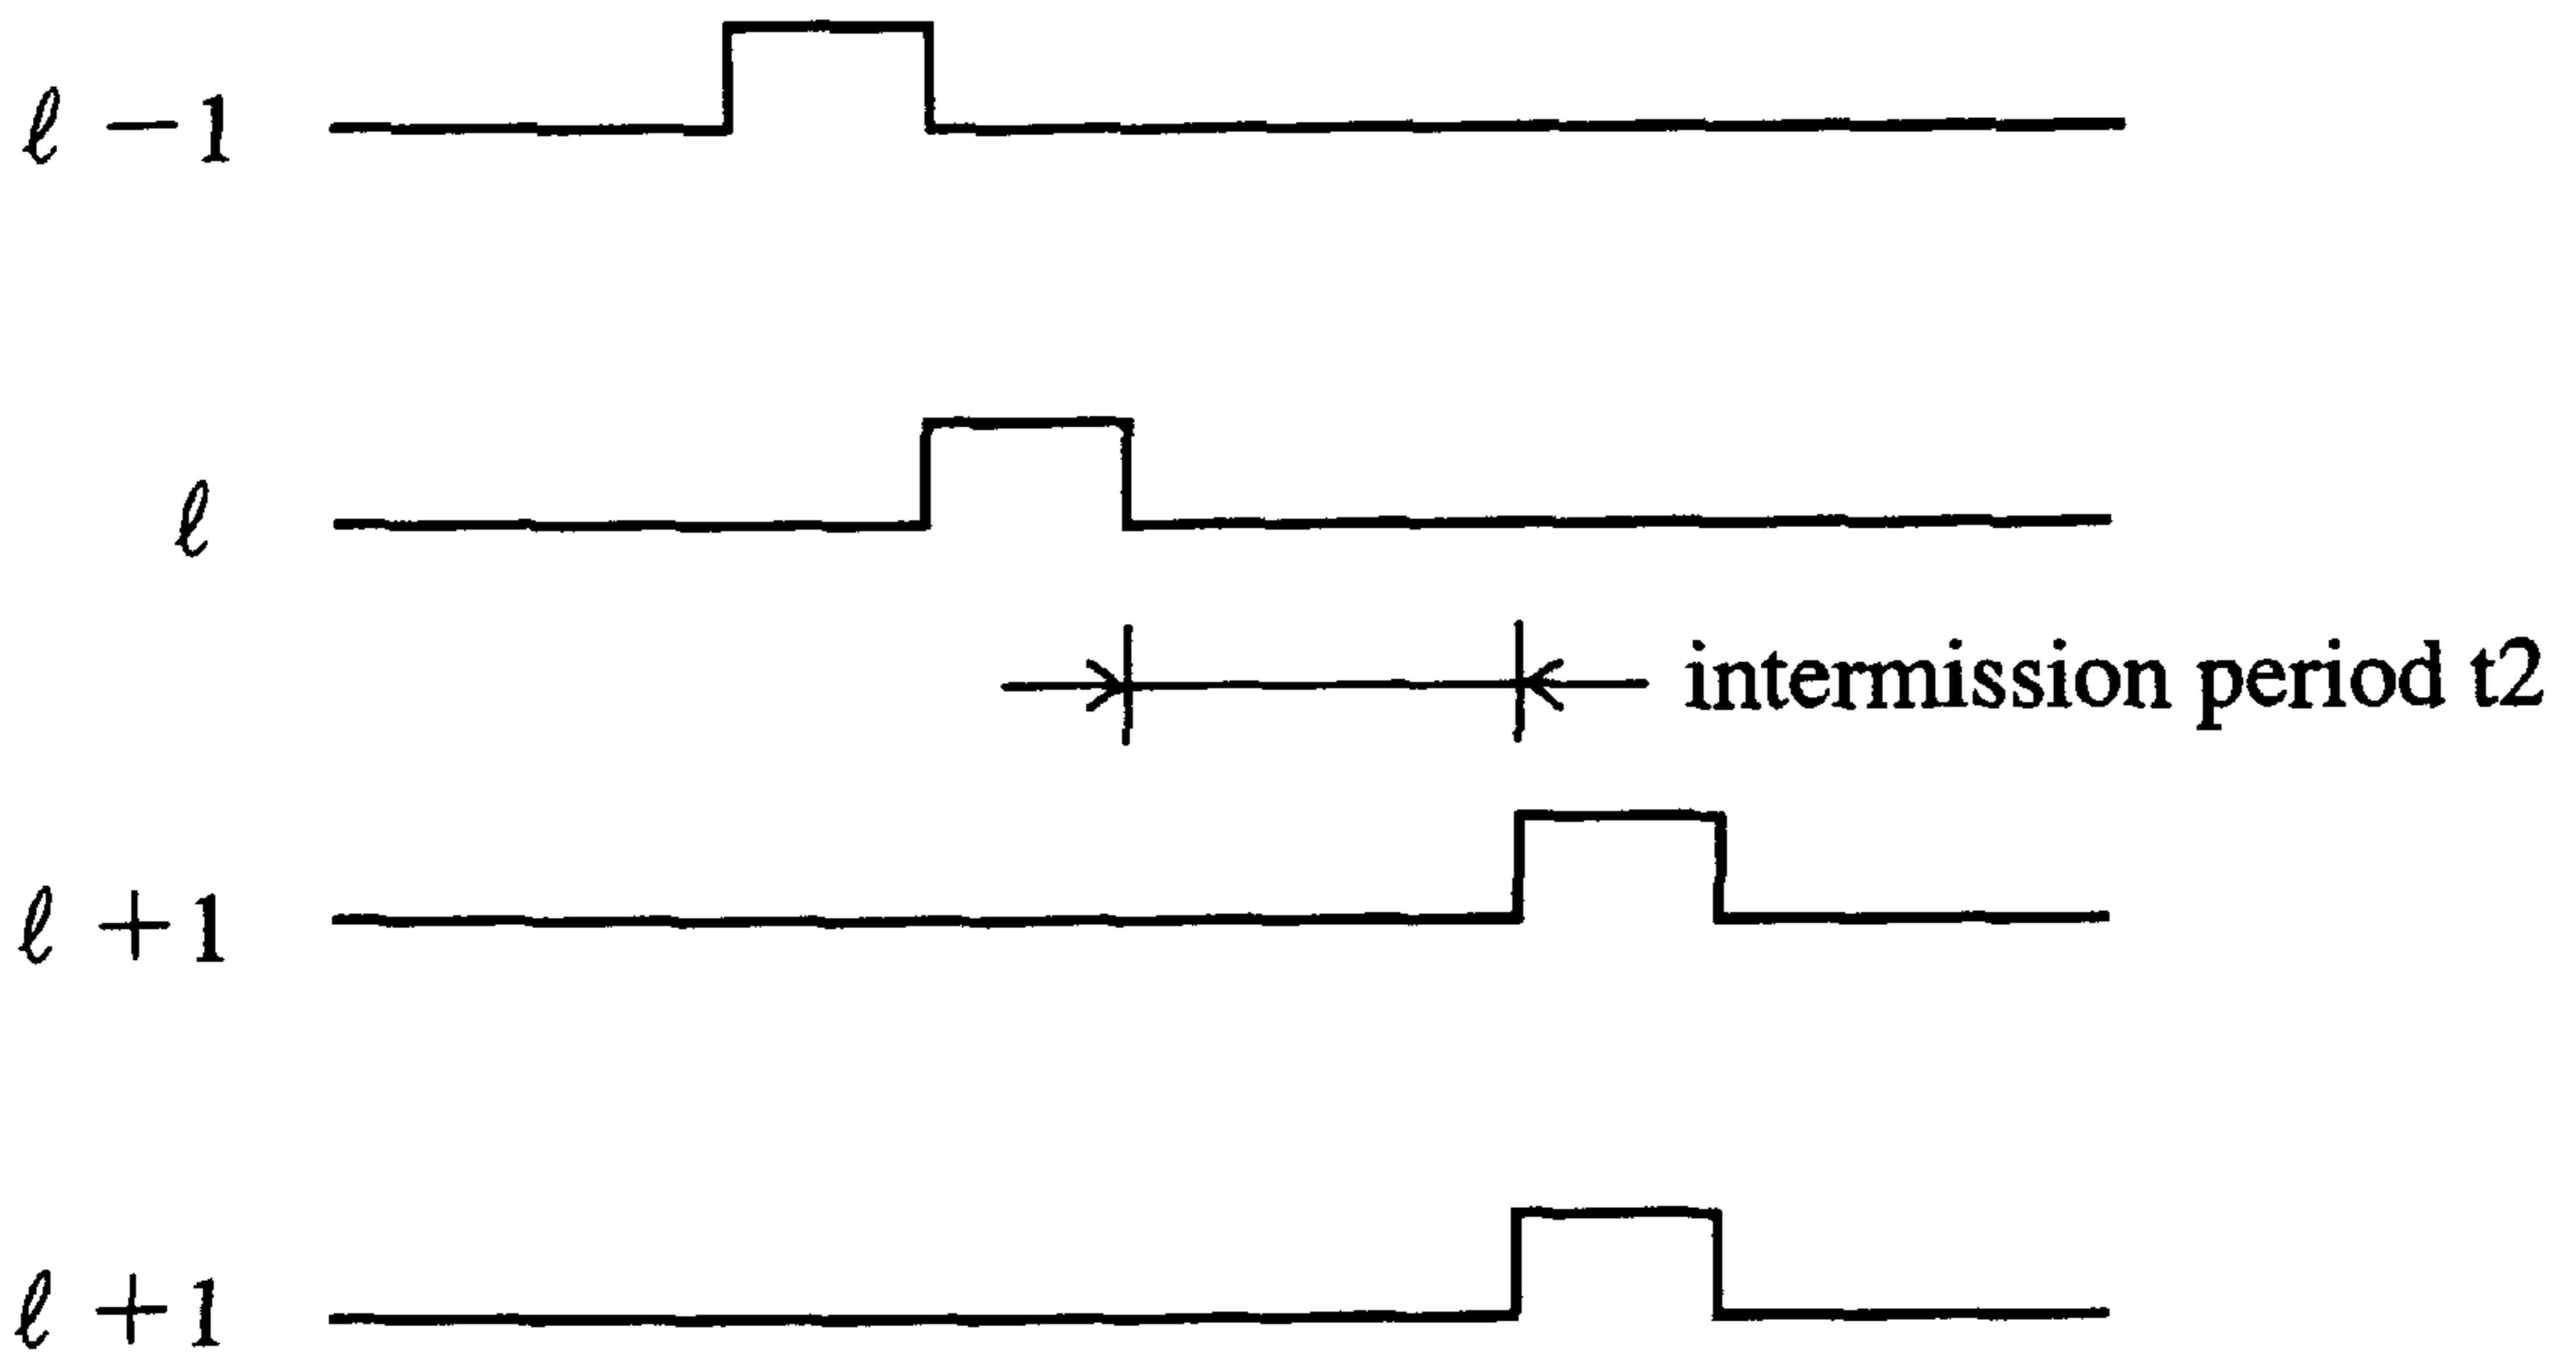 ℓ −1
ℓ
intermission period t2
ℓ +1
ℓ +1